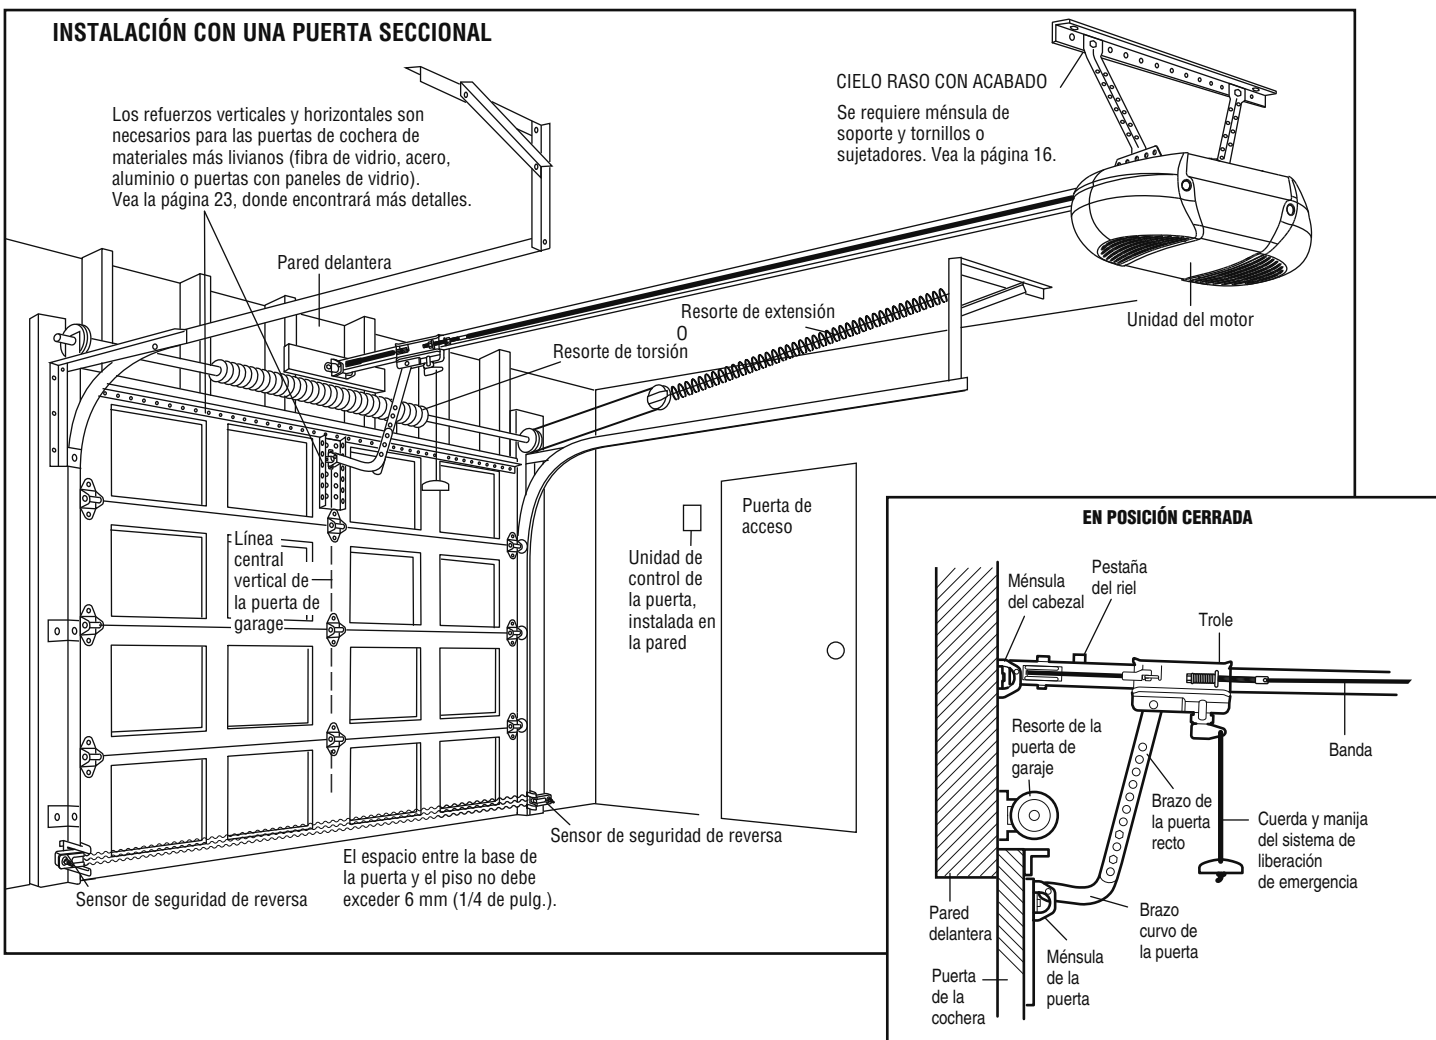 INSTALACIÓN CON UNA PUERTA SECCIONAL
Los refuerzos verticales y horizontales son
necesarios para las puertas de cochera de
materiales más livianos (fibra de vidrio, acero,
aluminio o puertas con paneles de vidrio).
Vea la página 23, donde encontrará más detalles.
CIELO RASO CON ACABADO
Se requiere ménsula de
soporte y tornillos o
sujetadores. Vea la página 16.
Pared delantera
Resorte de extensión
O
Resorte de torsión
Unidad del motor
Línea
central
vertical de
la puerta de
garage
Unidad de
control de
la puerta,
instalada en
la pared
Puerta de
acceso
Sensor de seguridad de reversa
El espacio entre la base de
la puerta y el piso no debe
exceder 6 mm (1/4 de pulg.).
Sensor de seguridad de reversa
EN POSICIÓN CERRADA
Ménsula
del cabezal
Pestaña
del riel
Trole
Resorte de la
puerta de
garaje
Banda
Brazo de
la puerta
recto
Cuerda y manija
del sistema de
liberación
de emergencia
Pared
delantera
Brazo
curvo de
la puerta
Ménsula
de la
puerta
Puerta
de la
cochera